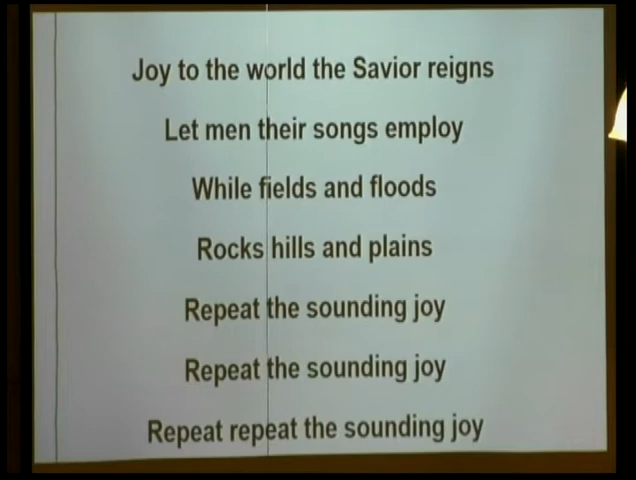 Joy to the world the Savior reigns
Let men their songs employ
While fields and floods
Rocks hills and plains
Repeat the sounding joy
Repeat the sounding joy
Repeat repeat the sounding joy